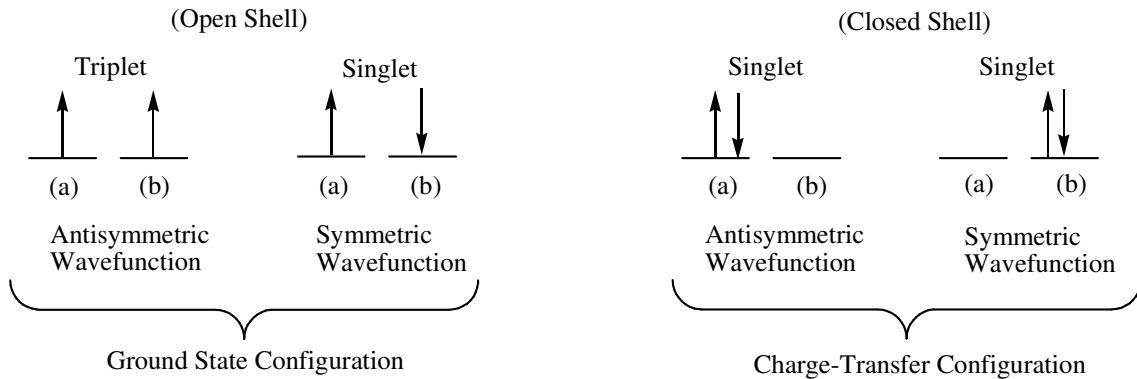 (Open Shell)
(Closed Shell)
Triplet
Singlet
Singlet
Singlet
(a)
(b)
(a)
(b)
(a)
(b)
(a)
(b)
Antisymmetric
Wavefunction
Symmetric
Wavefunction
Antisymmetric
Wavefunction
Symmetric
Wavefunction
Ground State Configuration
Charge-Transfer Configuration